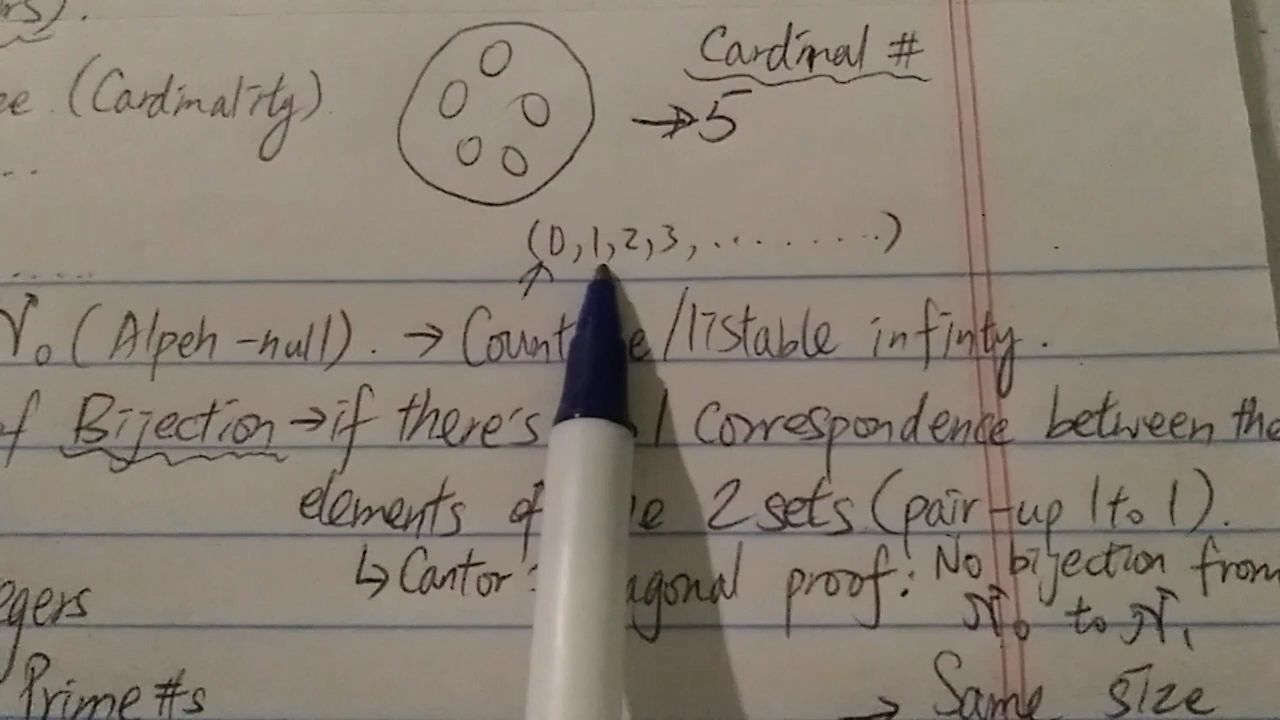 rs).
Cardinal #
(Cardinality).
→ 5
(0, 1, 2, 3, .........)
ℵ₀ (Alpeh-null). → /listable infinty.
Bijection → if there's 1 correspondence between the
elements 2 sets (pair-up 1 to 1).
↳ Cantor proof: No bijection from
ℵ₀ to ℵ₁
egers
Prime #s
→ Same size